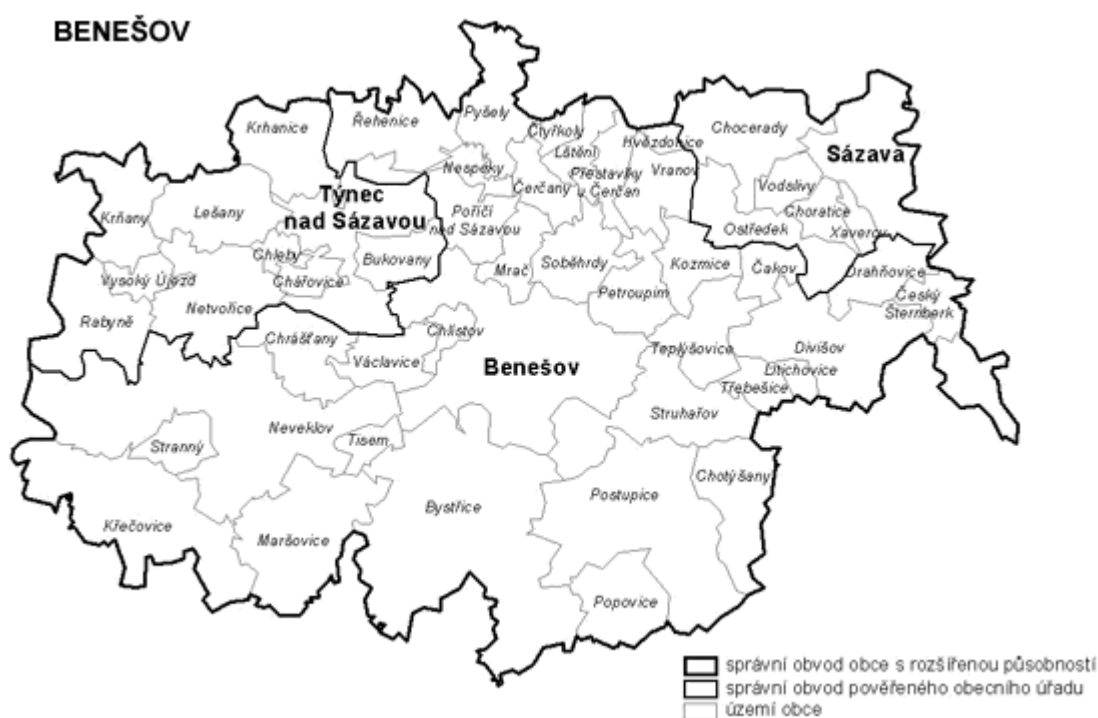 BENEŠOV
Pyšely
Krhanice
Řehenice
Čtyřkoly
Hvězdonice
Chocerady
Lštění
Sázava
Nespeky
Přestavlky
u Čerčan
Vranov
Čerčany
Vodslivy
Týnec
nad Sázavou
Krňany
Lešany
Poříčí
nad Sázavou
Choratice
Ostředek
Xaverov
Chleby
Bukovany
Mrač
Soběhrdy
Kozmice
Čakov
Drahňovice
Vysoký Újezd
Chářovice
Petroupim
Český
Šternberk
Netvořice
Rabyně
Chrášťany
Chlístov
Václavice
Teplýšovice
Divišov
Benešov
Litichovice
Třebešice
Struhařov
Neveklov
Stranný
Tisem
Chotýšany
Postupice
Bystřice
Křečovice
Maršovice
Popovice
správní obvod obce s rozšířenou působností
správní obvod pověřeného obecního úřadu
území obce